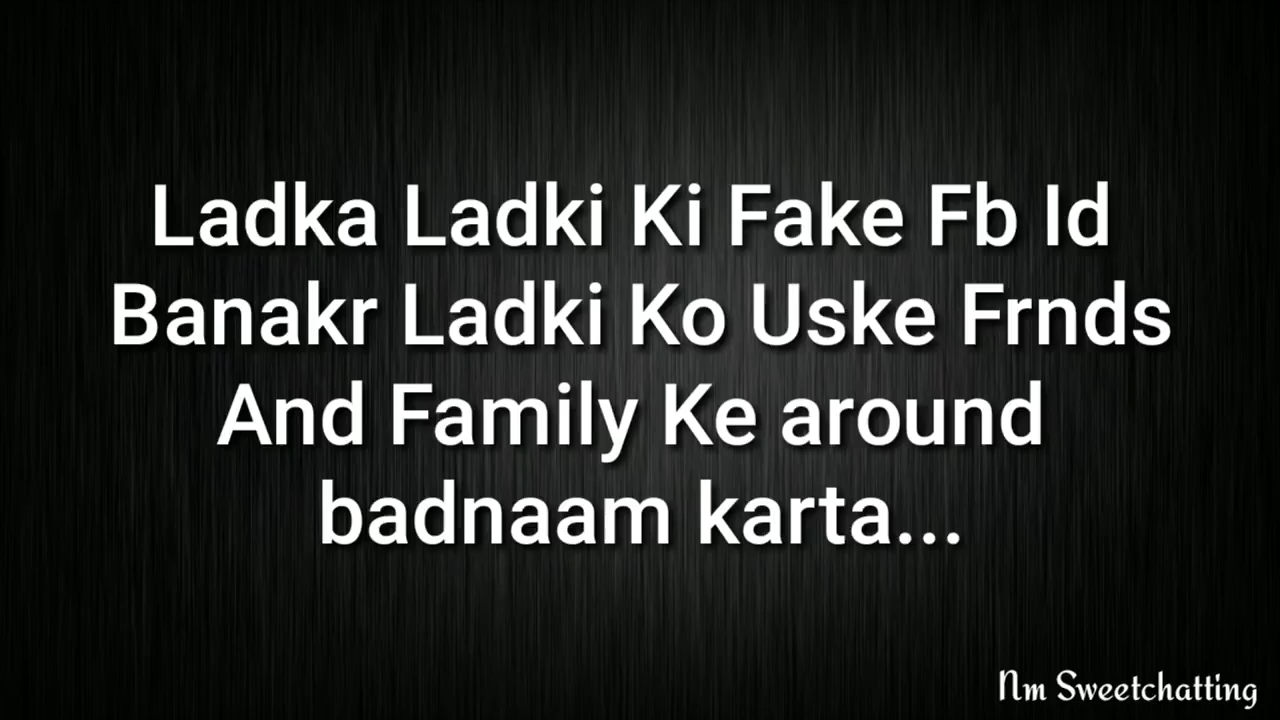 Ladka Ladki Ki Fake Fb Id
Banakr Ladki Ko Uske Frnds
And Family Ke around
badnaam karta...
Nm Sweetchatting